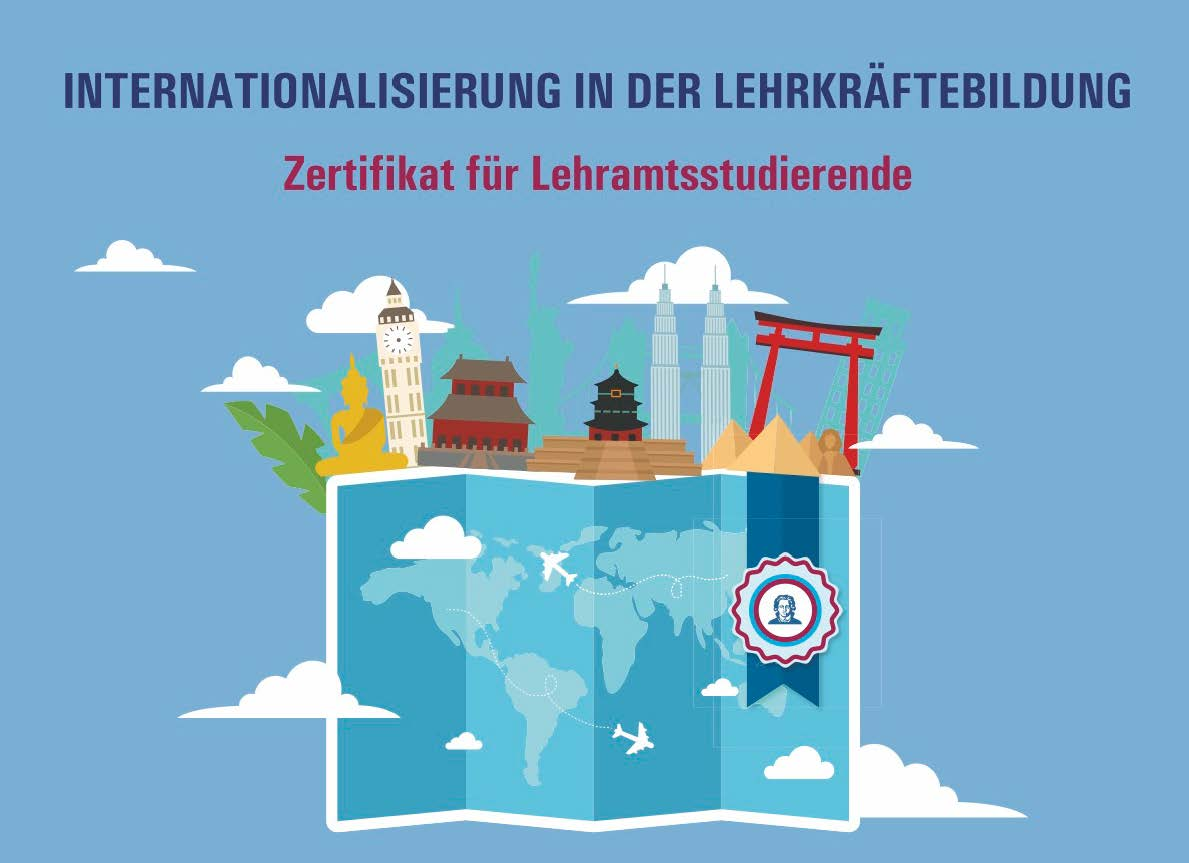 INTERNATIONALISIERUNG IN DER LEHRKRÄFTEBILDUNG
Zertifikat für Lehramtsstudierende